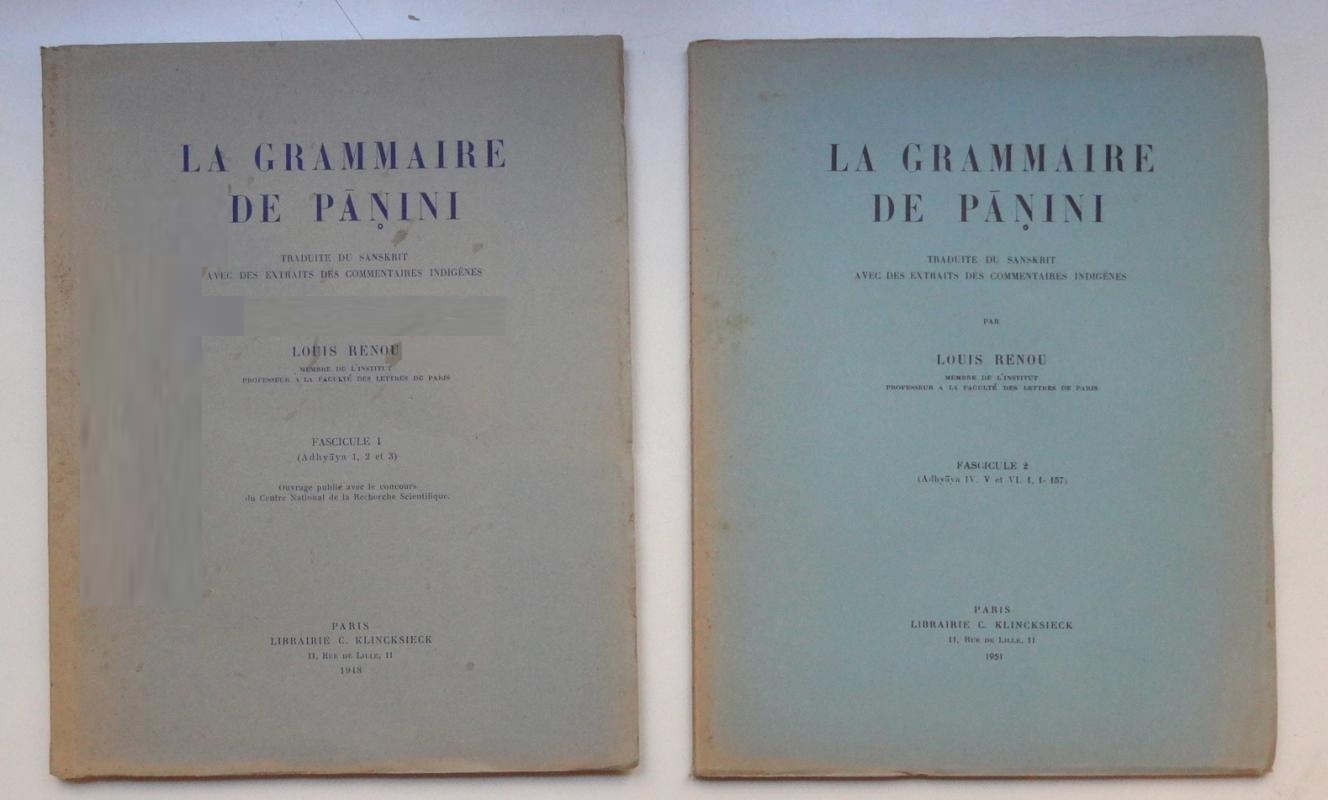 LA GRAMMAIRE
DE PĀṆINI
TRADUITE DU SANSKRIT
AVEC DES EXTRAITS DES COMMENTAIRES INDIGÈNES
LOUIS RENOU
MEMBRE DE L'INSTITUT
PROFESSEUR A LA FACULTÉ DES LETTRES DE PARIS
FASCICULE 1
(Adhyāya 1, 2 et 3)
Ouvrage publié avec le concours
du Centre National de la Recherche Scientifique.
PARIS
LIBRAIRIE C. KLINCKSIECK
11, RUE DE LILLE, 11
1948
LA GRAMMAIRE
DE PĀṆINI
TRADUITE DU SANSKRIT
AVEC DES EXTRAITS DES COMMENTAIRES INDIGÈNES
PAR
LOUIS RENOU
MEMBRE DE L'INSTITUT
PROFESSEUR A LA FACULTÉ DES LETTRES DE PARIS
FASCICULE 2
(Adhyāya IV. V et VI. 1, 1- 157)
PARIS
LIBRAIRIE C. KLINCKSIECK
11, RUE DE LILLE, 11
1951